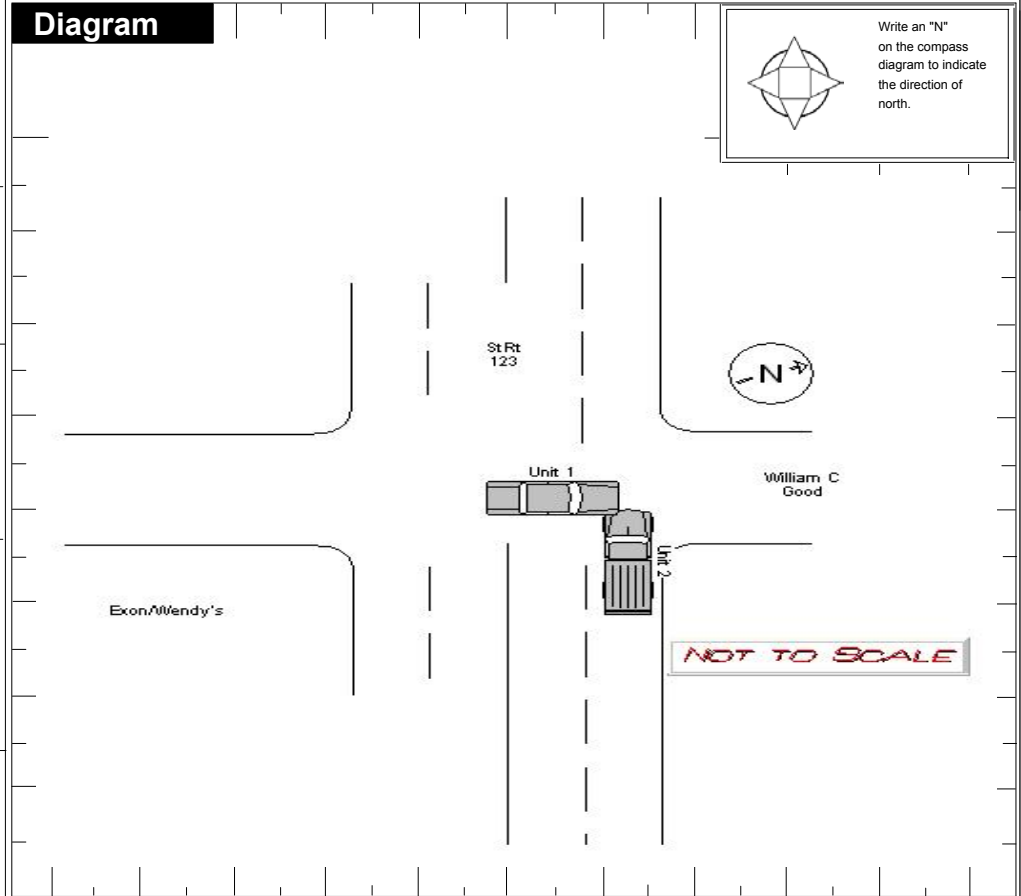 Diagram
Write an "N"
on the compass
diagram to indicate
the direction of
north.
St Rt
123
N
Unit 1
William C
Good
Unit 2
Exon/Wendy's
NOT TO SCALE